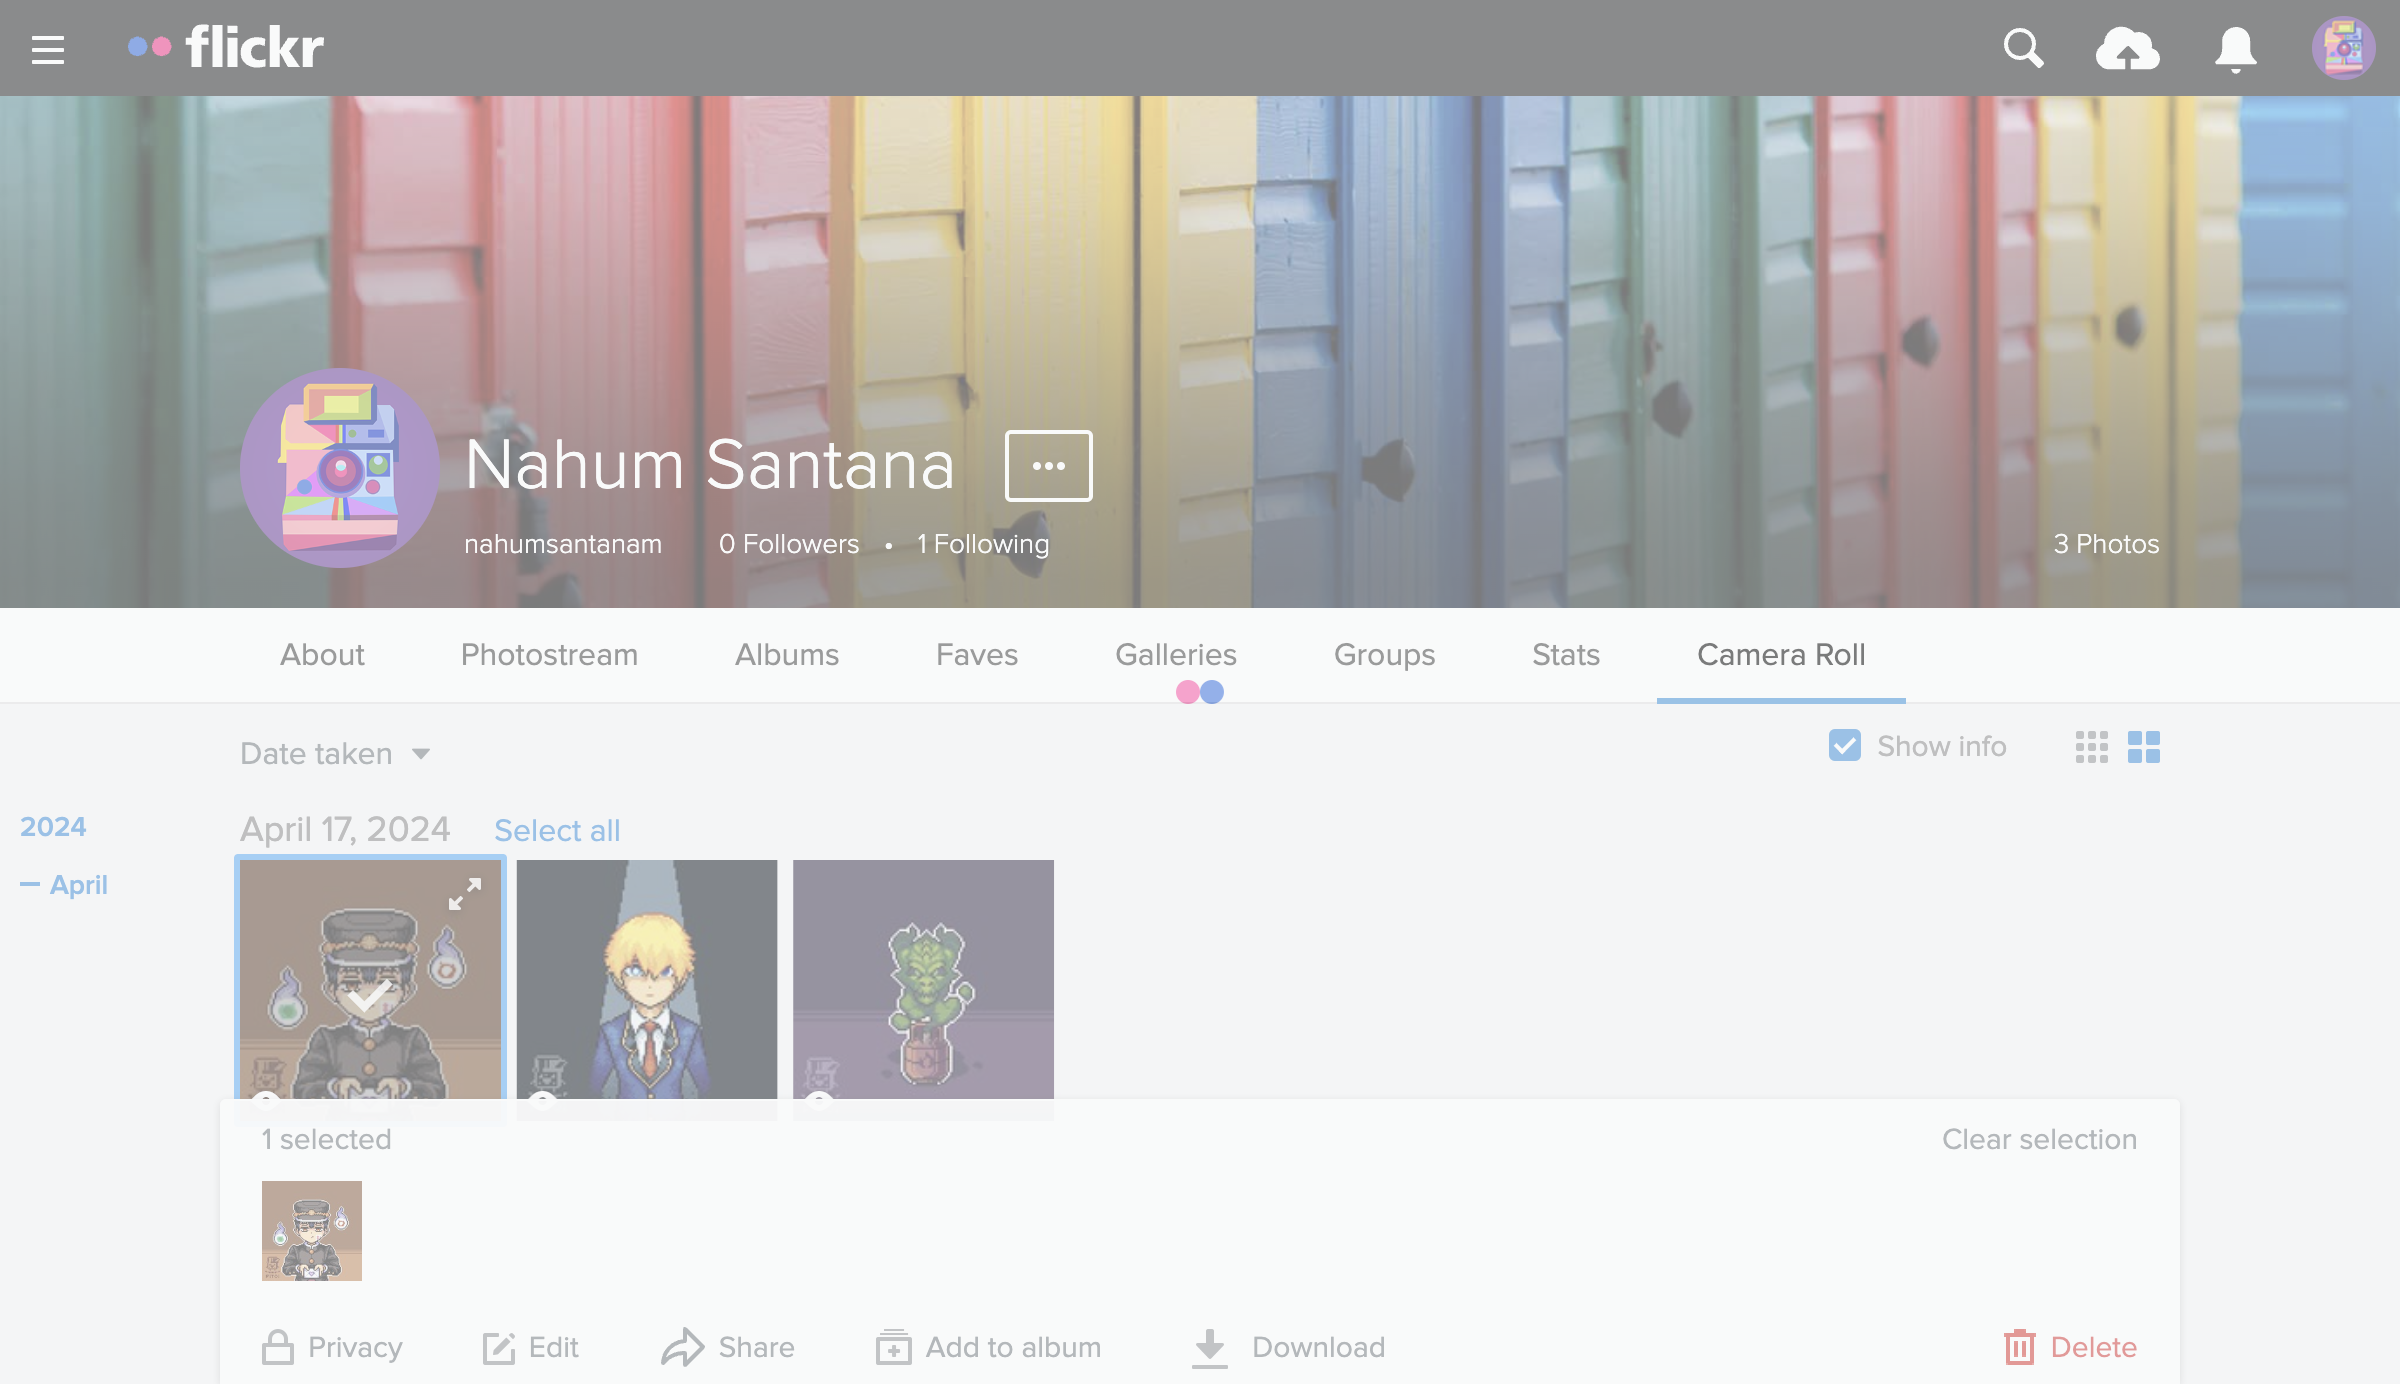 flickr
Nahum Santana
nahumsantanam 0 Followers • 1 Following
3 Photos
About Photostream Albums Faves Galleries Groups Stats Camera Roll
Date taken
Show info
2024
April
April 17, 2024 Select all
1 selected
Clear selection
Privacy Edit Share Add to album Download Delete